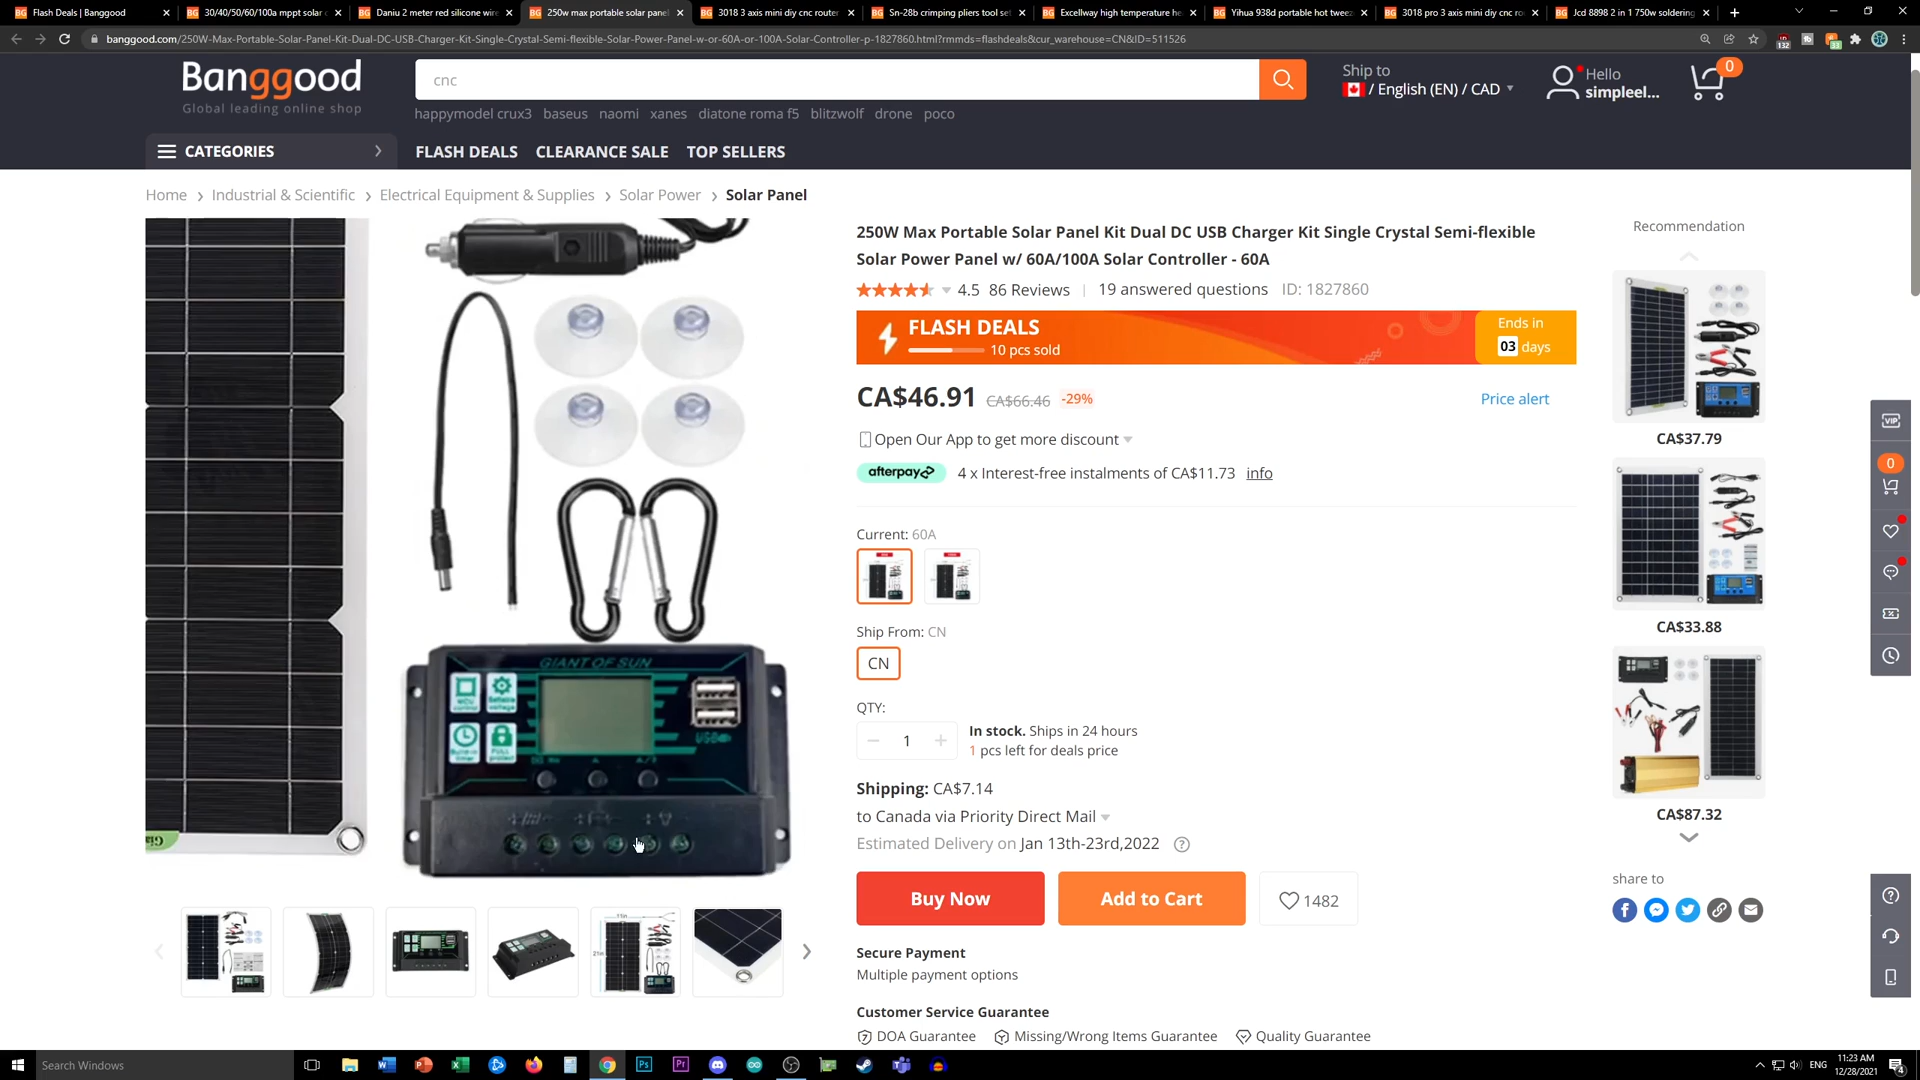 Flash Deals | Banggood
30/40/50/60/100a mppt solar c
Daniu 2 meter red silicone wire
250w max portable solar panel
3018 3 axis mini diy cnc router
Sn-28b crimping pliers tool set
Excellway high temperature he
Yihua 938d portable hot tweez
3018 pro 3 axis mini diy cnc ro
Jcd 8898 2 in 1 750w soldering
banggood.com/250W-Max-Portable-Solar-Panel-Kit-Dual-DC-USB-Charger-Kit-Single-Crystal-Semi-flexible-Solar-Power-Panel-w-or-60A-or-100A-Solar-Controller-p-1827860.html?rmmds=flashdeals&cur_warehouse=CN&ID=511526
132
33
Banggood
Global leading online shop
cnc
happymodel crux3 baseus naomi xanes diatone roma f5 blitzwolf drone poco
Ship to
/ English (EN) / CAD
Hello
simpleel...
0
CATEGORIES
FLASH DEALS CLEARANCE SALE TOP SELLERS
Home > Industrial & Scientific > Electrical Equipment & Supplies > Solar Power > Solar Panel
GIANT OF SUN
USB
250W Max Portable Solar Panel Kit Dual DC USB Charger Kit Single Crystal Semi-flexible
Solar Power Panel w/ 60A/100A Solar Controller - 60A
4.5 86 Reviews | 19 answered questions ID: 1827860
FLASH DEALS
10 pcs sold
Ends in
03 days
CA$46.91 CA$66.46 -29%
Price alert
Open Our App to get more discount
afterpay 4 x Interest-free instalments of CA$11.73 info
Current: 60A
Ship From: CN
CN
QTY:
1
In stock. Ships in 24 hours
1 pcs left for deals price
Shipping: CA$7.14
to Canada via Priority Direct Mail
Estimated Delivery on Jan 13th-23rd,2022
Buy Now
Add to Cart
1482
Secure Payment
Multiple payment options
Customer Service Guarantee
DOA Guarantee Missing/Wrong Items Guarantee Quality Guarantee
Recommendation
CA$37.79
CA$33.88
CA$87.32
share to
VIP
0
Search Windows
ENG
11:23 AM
12/28/2021
4